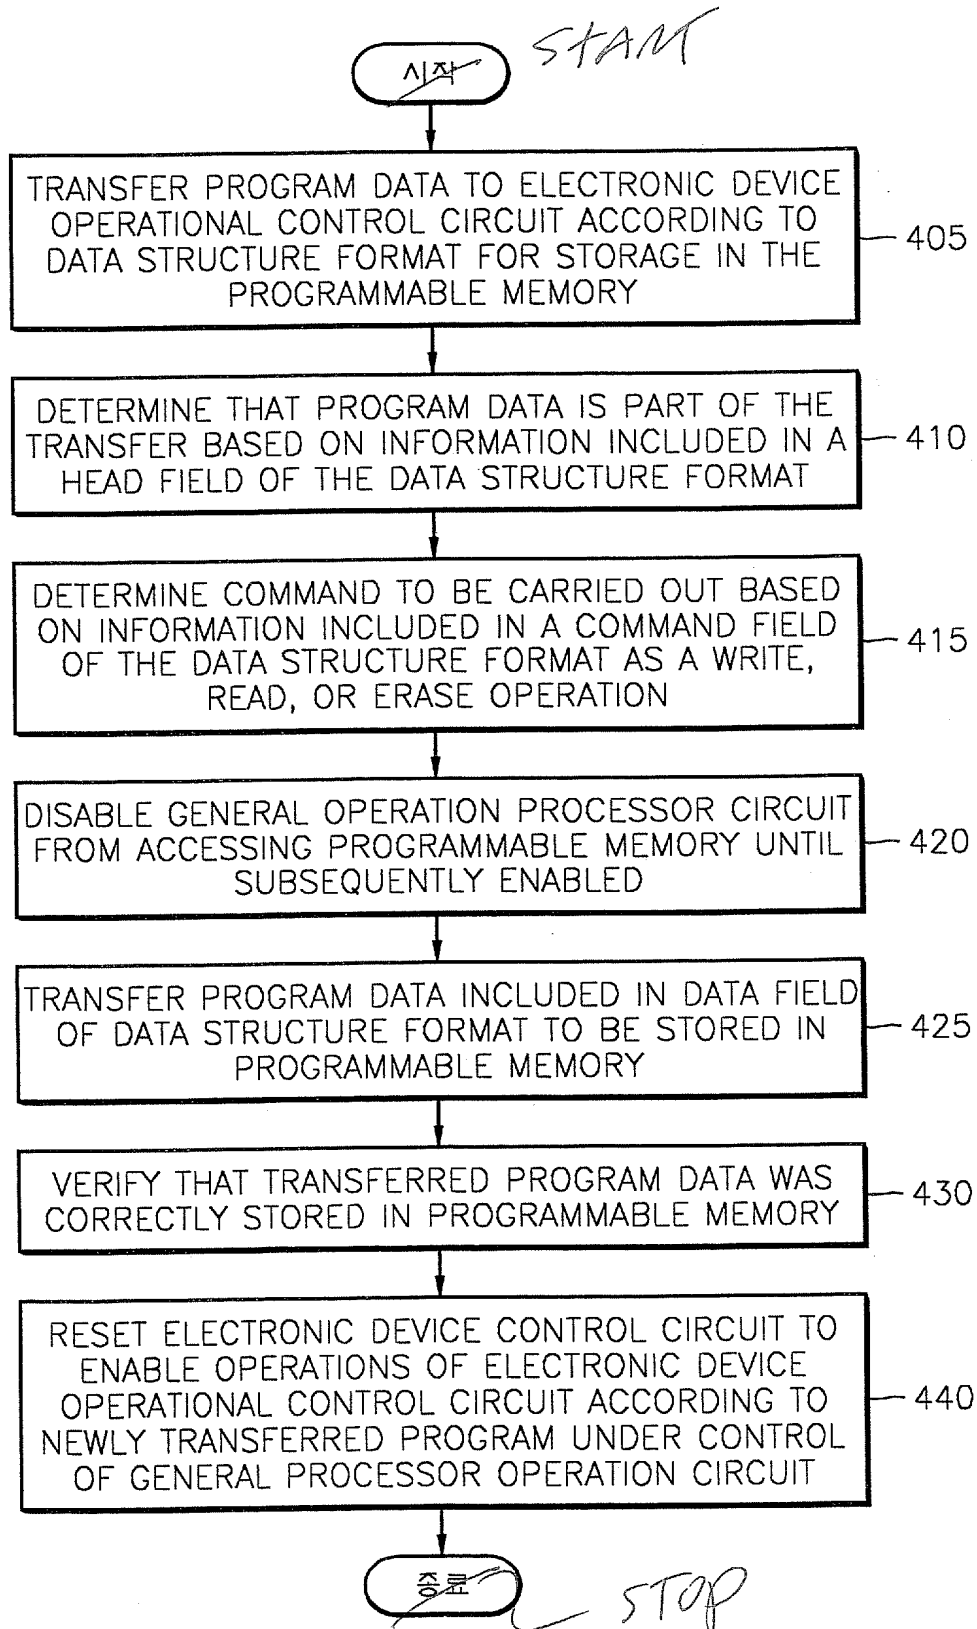 시작
START
TRANSFER PROGRAM DATA TO ELECTRONIC DEVICE
OPERATIONAL CONTROL CIRCUIT ACCORDING TO
DATA STRUCTURE FORMAT FOR STORAGE IN THE
PROGRAMMABLE MEMORY
405
DETERMINE THAT PROGRAM DATA IS PART OF THE
TRANSFER BASED ON INFORMATION INCLUDED IN A
HEAD FIELD OF THE DATA STRUCTURE FORMAT
410
DETERMINE COMMAND TO BE CARRIED OUT BASED
ON INFORMATION INCLUDED IN A COMMAND FIELD
OF THE DATA STRUCTURE FORMAT AS A WRITE,
READ, OR ERASE OPERATION
415
DISABLE GENERAL OPERATION PROCESSOR CIRCUIT
FROM ACCESSING PROGRAMMABLE MEMORY UNTIL
SUBSEQUENTLY ENABLED
420
TRANSFER PROGRAM DATA INCLUDED IN DATA FIELD
OF DATA STRUCTURE FORMAT TO BE STORED IN
PROGRAMMABLE MEMORY
425
VERIFY THAT TRANSFERRED PROGRAM DATA WAS
CORRECTLY STORED IN PROGRAMMABLE MEMORY
430
RESET ELECTRONIC DEVICE CONTROL CIRCUIT TO
ENABLE OPERATIONS OF ELECTRONIC DEVICE
OPERATIONAL CONTROL CIRCUIT ACCORDING TO
NEWLY TRANSFERRED PROGRAM UNDER CONTROL
OF GENERAL PROCESSOR OPERATION CIRCUIT
440
종료
STOP